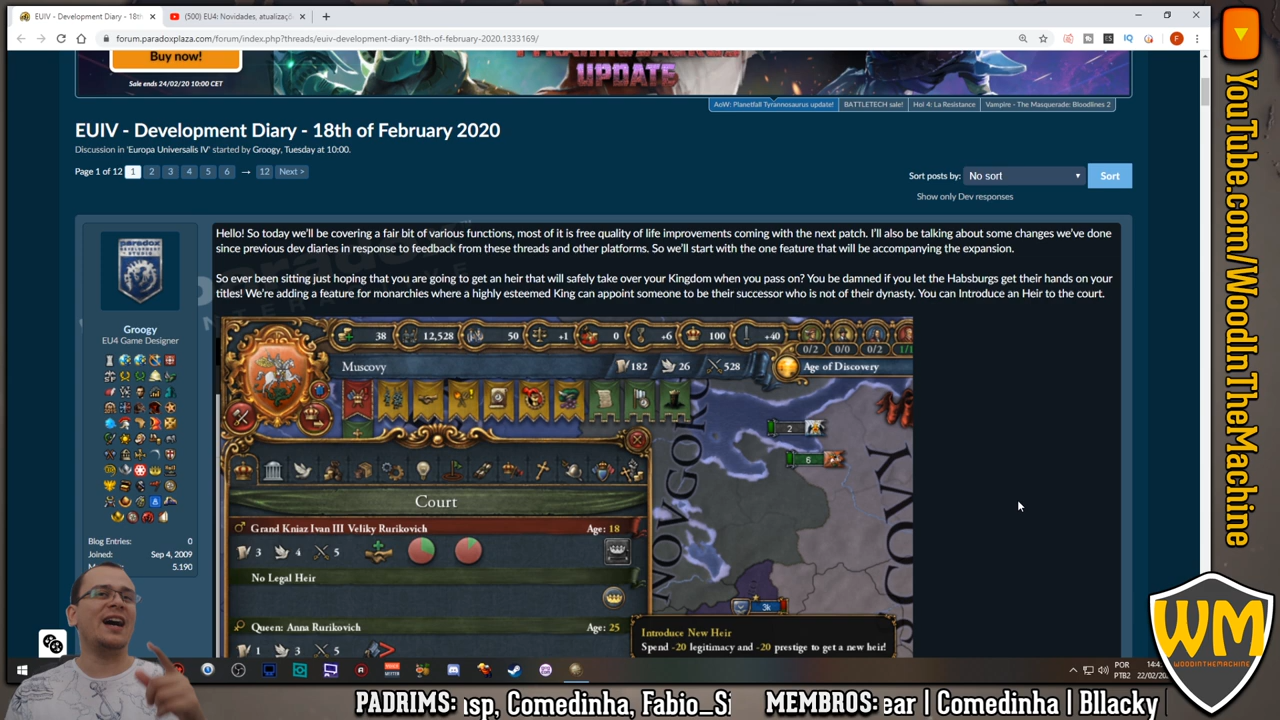 EUIV - Development Diary - 18th
(500) EU4: Novidades, atualizaçõ
forum.paradoxplaza.com/forum/index.php?threads/euiv-development-diary-18th-of-february-2020.1333169/
Buy now!
Sale ends 24/02/20 10:00 CET
UPDATE
AoW: Planetfall Tyrannosaurus update!
BATTLETECH sale!
HoI 4: La Resistance
Vampire - The Masquerade: Bloodlines 2
EUIV - Development Diary - 18th of February 2020
Discussion in 'Europa Universalis IV' started by Groogy, Tuesday at 10:00.
Page 1 of 12 1 2 3 4 5 6 → 12 Next >
Sort posts by: No sort Sort
Show only Dev responses
Hello! So today we'll be covering a fair bit of various functions, most of it is free quality of life improvements coming with the next patch. I'll also be talking about some changes we've done
since previous dev diaries in response to feedback from these threads and other platforms. So we'll start with the one feature that will be accompanying the expansion.
So ever been sitting just hoping that you are going to get an heir that will safely take over your Kingdom when you pass on? You be damned if you let the Habsburgs get their hands on your
titles! We're adding a feature for monarchies where a highly esteemed King can appoint someone to be their successor who is not of their dynasty. You can Introduce an Heir to the court.
paradox
Groogy
EU4 Game Designer
Blog Entries: 0
Joined: Sep 4, 2009
5.190
38 12,528 50 +1 0 +6 100 +40
0/2 0/0 0/2 1/1
Muscovy
182 26 528
Age of Discovery
Court
Grand Kniaz Ivan III Veliky Rurikovich Age: 18
3 4 5
No Legal Heir
Queen: Anna Rurikovich Age: 25
1 3 5
2
6
3k
NOVGOR
COVY
Introduce New Heir
Spend -20 legitimacy and -20 prestige to get a new heir!
POR
PTB2
14:4
22/02/20
YouTube.com/WoodInTheMachine
WM
WOODINTHEMACHINE
PADRIMS: asp, Comedinha, Fabio_Si
MEMBROS: ear | Comedinha | Bllacky |